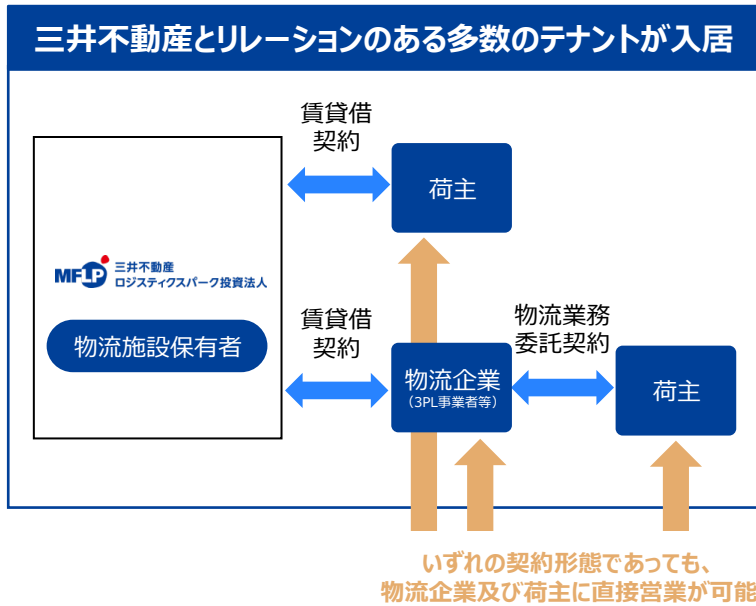 三井不動産とリレーションのある多数のテナントが入居
賃貸借
契約
荷主
MFLP
三井不動産
ロジスティクスパーク投資法人
物流施設保有者
賃貸借
契約
物流企業
（3PL事業者等）
物流業務
委託契約
荷主
いずれの契約形態であっても、
物流企業及び荷主に直接営業が可能